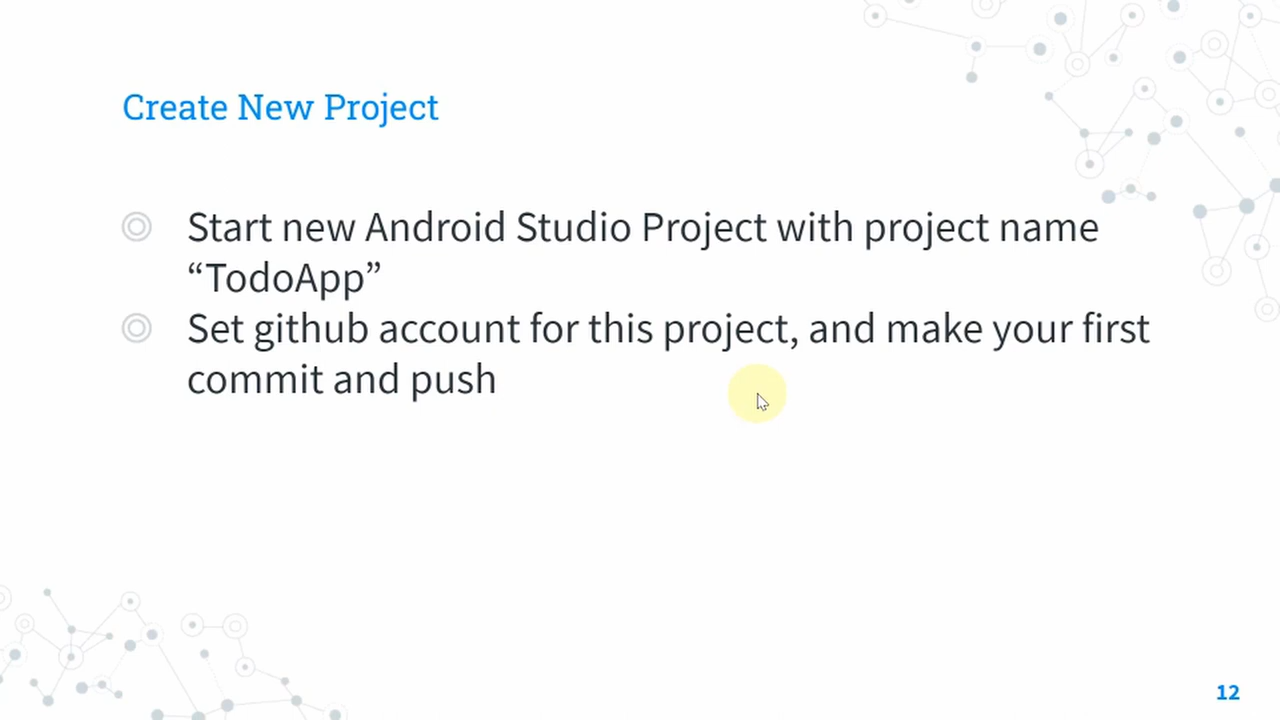 Create New Project
Start new Android Studio Project with project name
“TodoApp”
Set github account for this project, and make your first
commit and push
12